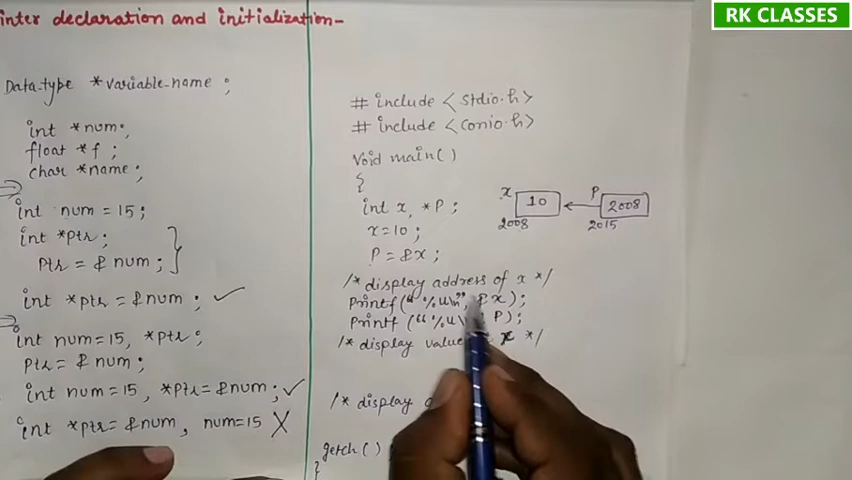 RK CLASSES
inter declaration and initialization-
Data-type *variable-name ;
int *num;
float *f ;
char *name;
int num = 15;
int *ptr;
ptr = & num ;
int *ptr = & num ;
int num=15, *ptr;
ptr= & num;
int num=15, *ptr=&num;
int *ptr=&num, num=15 X
# include <stdio.h>
# include <conio.h>
void main()
{
int x, *P ;
x=10 ;
P = &x ;
x 10
2008
P 2008
2015
/* display address of x */
printf("%u\n", &x);
printf("%u\ P);
/* display value x */
/* display
getch()
}